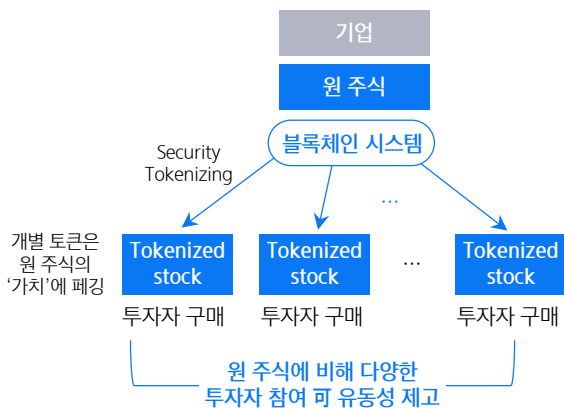 기업
원 주식
블록체인 시스템
Security
Tokenizing
...
개별 토큰은
원 주식의
‘가치’에 페깅
Tokenized
stock
Tokenized
stock
...
Tokenized
stock
투자자 구매
투자자 구매
투자자 구매
원 주식에 비해 다양한
투자자 참여 可 유동성 제고